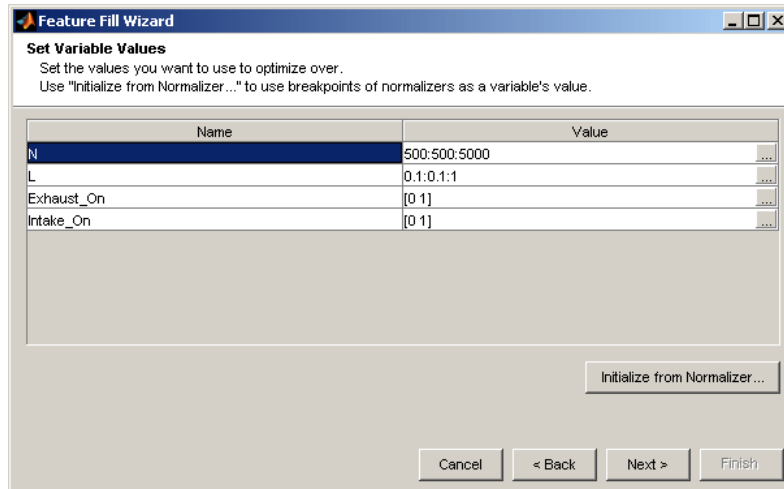 Feature Fill Wizard
Set Variable Values
Set the values you want to use to optimize over.
Use "Initialize from Normalizer..." to use breakpoints of normalizers as a variable's value.
Name Value
N 500:500:5000 ...
L 0.1:0.1:1 ...
Exhaust_On [0 1] ...
Intake_On [0 1] ...
Initialize from Normalizer...
Cancel < Back Next > Finish